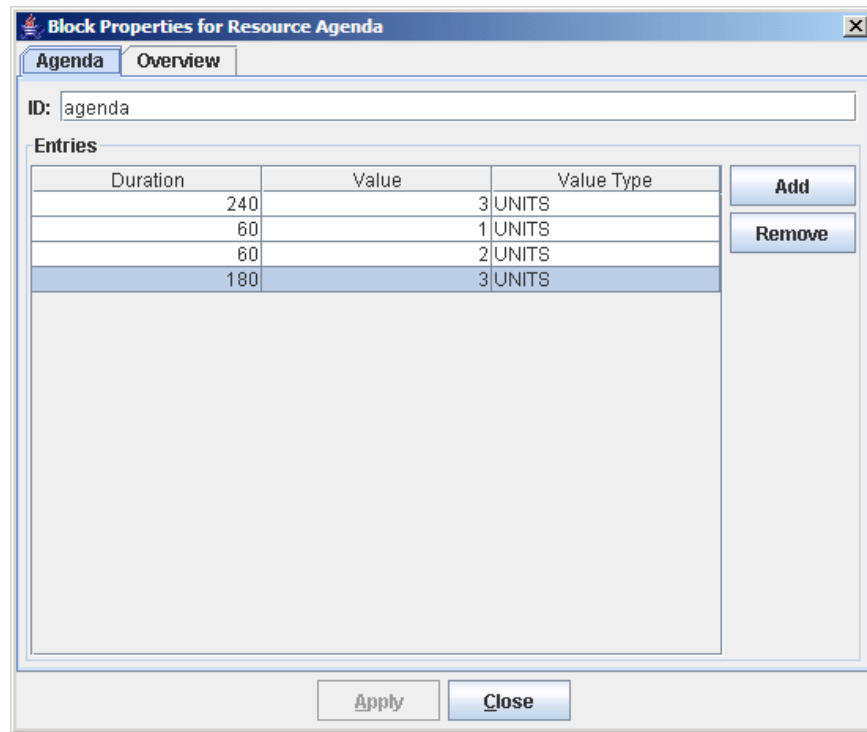 Block Properties for Resource Agenda
Agenda Overview
ID: agenda
Entries
Duration Value Value Type
240 3 UNITS
60 1 UNITS
60 2 UNITS
180 3 UNITS
Add
Remove
Apply Close